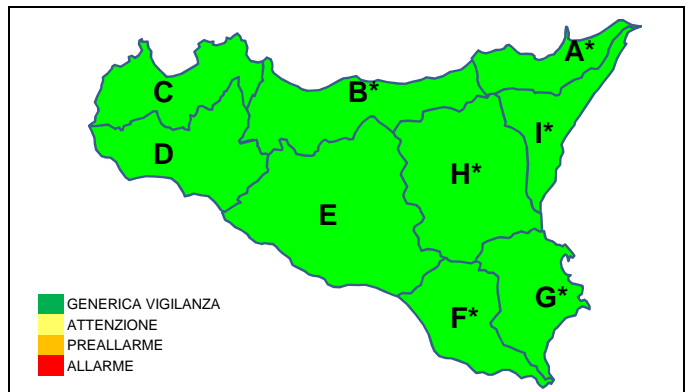 A*
B*
C
I*
D
H*
E
G*
F*
GENERICA VIGILANZA
ATTENZIONE
PREALLARME
ALLARME